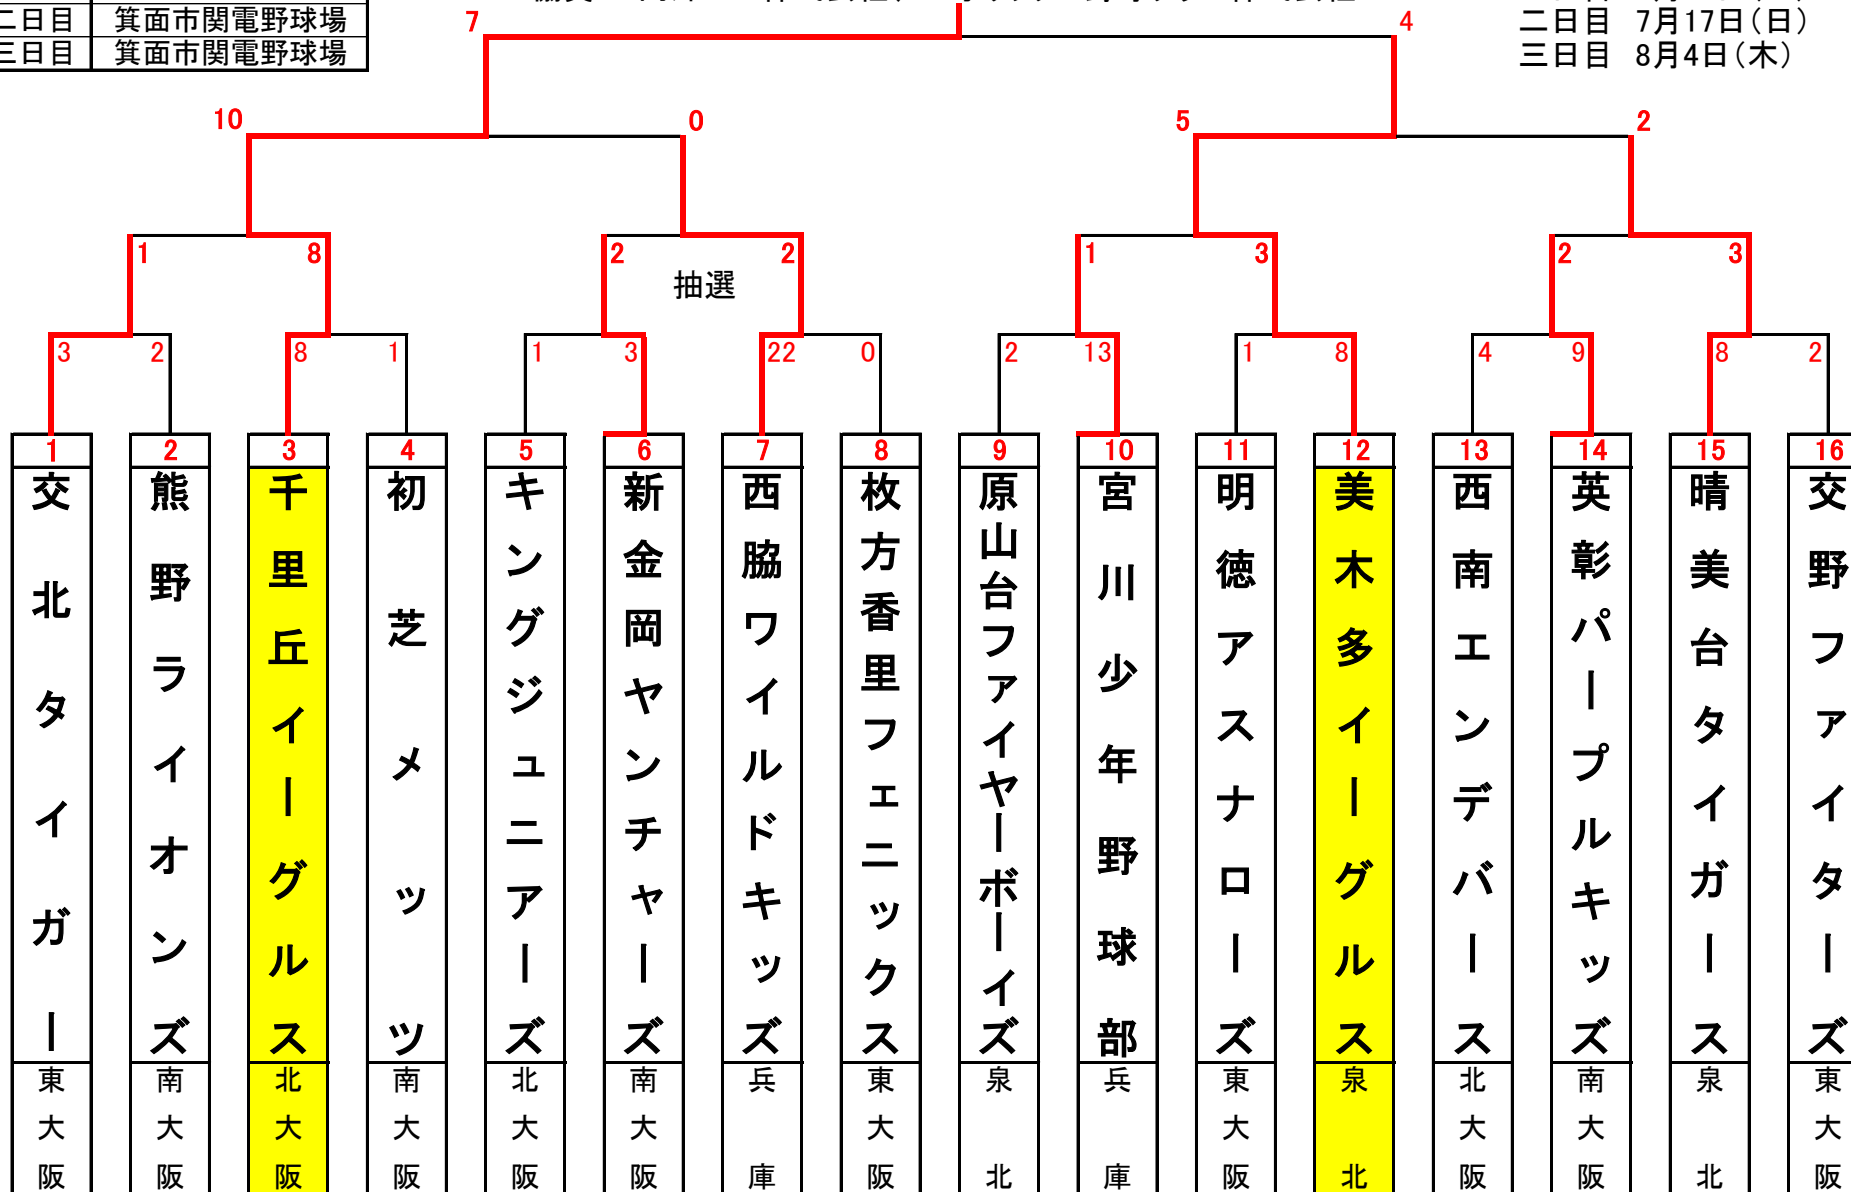 二日目 箕面市関電野球場
三日目 箕面市関電野球場
二日目 7月17日(日)
三日目 8月4日(木)
7 4
10 0 5 2
1 8 2 2 1 3 2 3
抽選
3 2 8 1 1 3 22 0 2 13 1 8 4 9 8 2
1 2 3 4 5 6 7 8 9 10 11 12 13 14 15 16
交北タイガー
熊野ライオンズ
千里丘イーグルス
初芝メッツ
キングジュニアーズ
新金岡ヤンチャーズ
西脇ワイルドキッズ
枚方香里フェニックス
原山台ファイヤーボーイズ
宮川少年野球部
明徳アスナローズ
美木多イーグルス
西南エンデバース
英彰パープルキッズ
晴美台タイガース
交野ファイターズ
東大阪
南大阪
北大阪
南大阪
北大阪
南大阪
兵庫
東大阪
泉北
兵庫
東大阪
泉北
北大阪
南大阪
泉北
東大阪